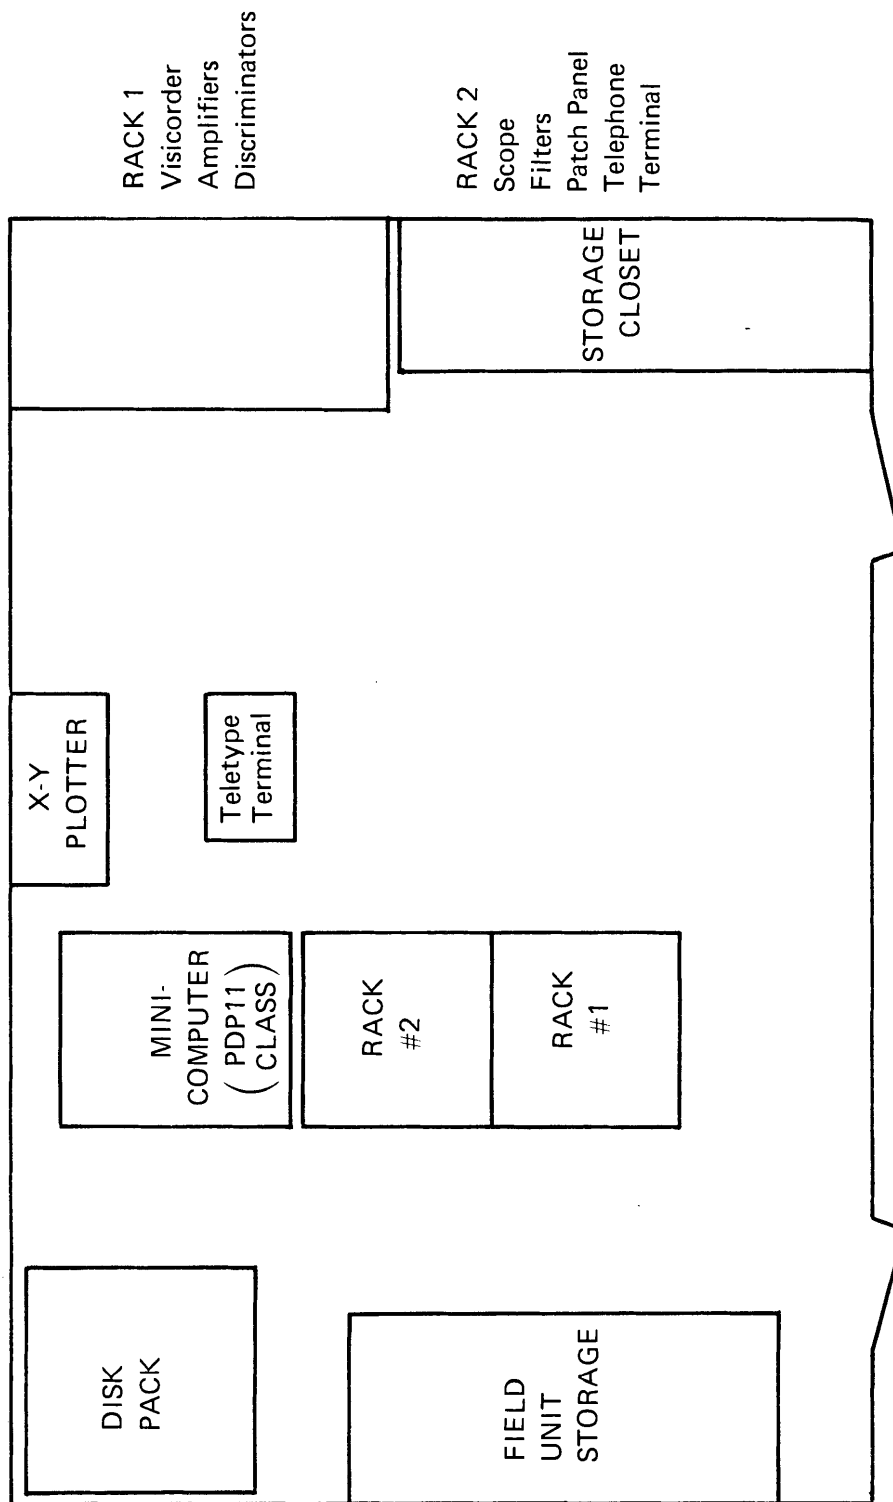 DISK
PACK
MINI-
COMPUTER
(PDP11
CLASS)
X-Y
PLOTTER
Teletype
Terminal
RACK 1
Visicorder
Amplifiers
Discriminators
FIELD
UNIT
STORAGE
RACK
#2
RACK
#1
STORAGE
CLOSET
RACK 2
Scope
Filters
Patch Panel
Telephone
Terminal